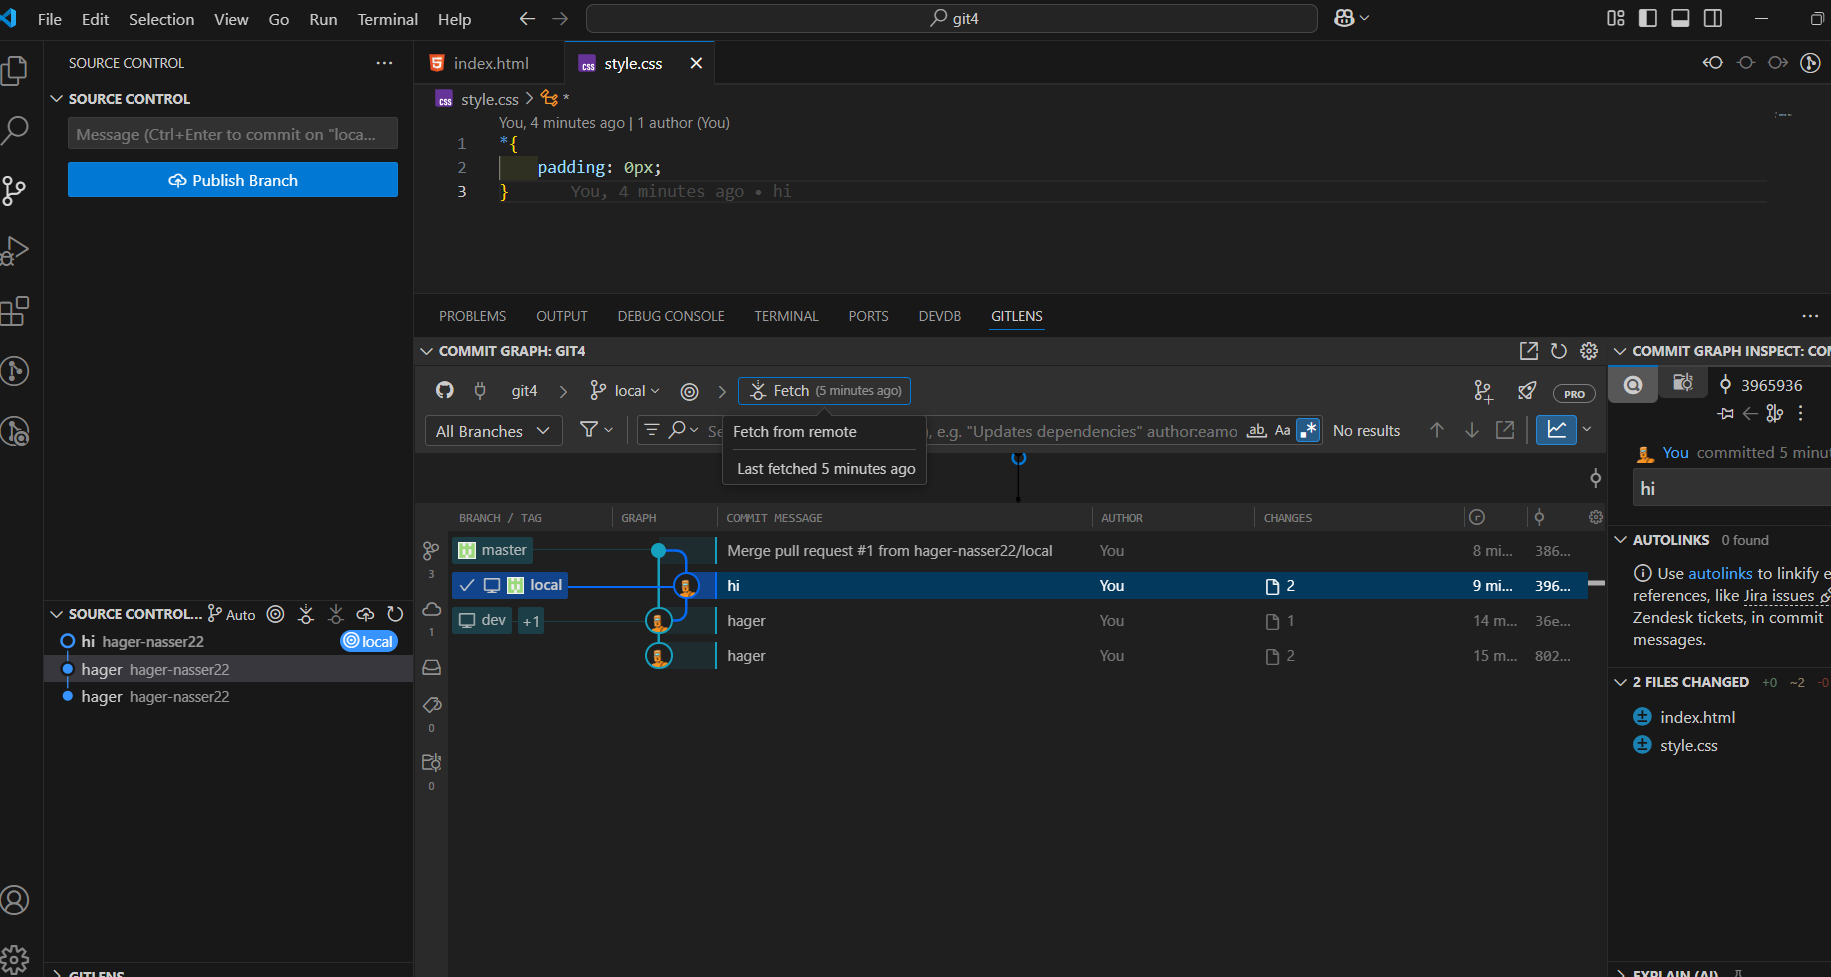 File Edit Selection View Go Run Terminal Help
git4
SOURCE CONTROL
SOURCE CONTROL
Message (Ctrl+Enter to commit on "loca...
Publish Branch
index.html
style.css
style.css > *
You, 4 minutes ago | 1 author (You)
1 *{
2 padding: 0px;
3 } You, 4 minutes ago • hi
PROBLEMS OUTPUT DEBUG CONSOLE TERMINAL PORTS DEVDB GITLENS
COMMIT GRAPH: GIT4
git4 > local > Fetch (5 minutes ago)
PRO
All Branches
Fetch from remote
Last fetched 5 minutes ago
Se
, e.g. "Updates dependencies" author:eamo
ab Aa .* No results
BRANCH / TAG GRAPH COMMIT MESSAGE AUTHOR CHANGES
master Merge pull request #1 from hager-nasser22/local You 8 mi... 386...
local hi You 2 9 mi... 396...
dev +1 hager You 1 14 m... 36e...
hager You 2 15 m... 802...
3
1
0
0
SOURCE CONTROL... Auto
hi hager-nasser22 local
hager hager-nasser22
hager hager-nasser22
GITLENS
COMMIT GRAPH INSPECT: COM
3965936
You committed 5 minut
hi
AUTOLINKS 0 found
Use autolinks to linkify e
references, like Jira issues
Zendesk tickets, in commit
messages.
2 FILES CHANGED +0 ~2 -0
index.html
style.css
EXPLAIN (AI)